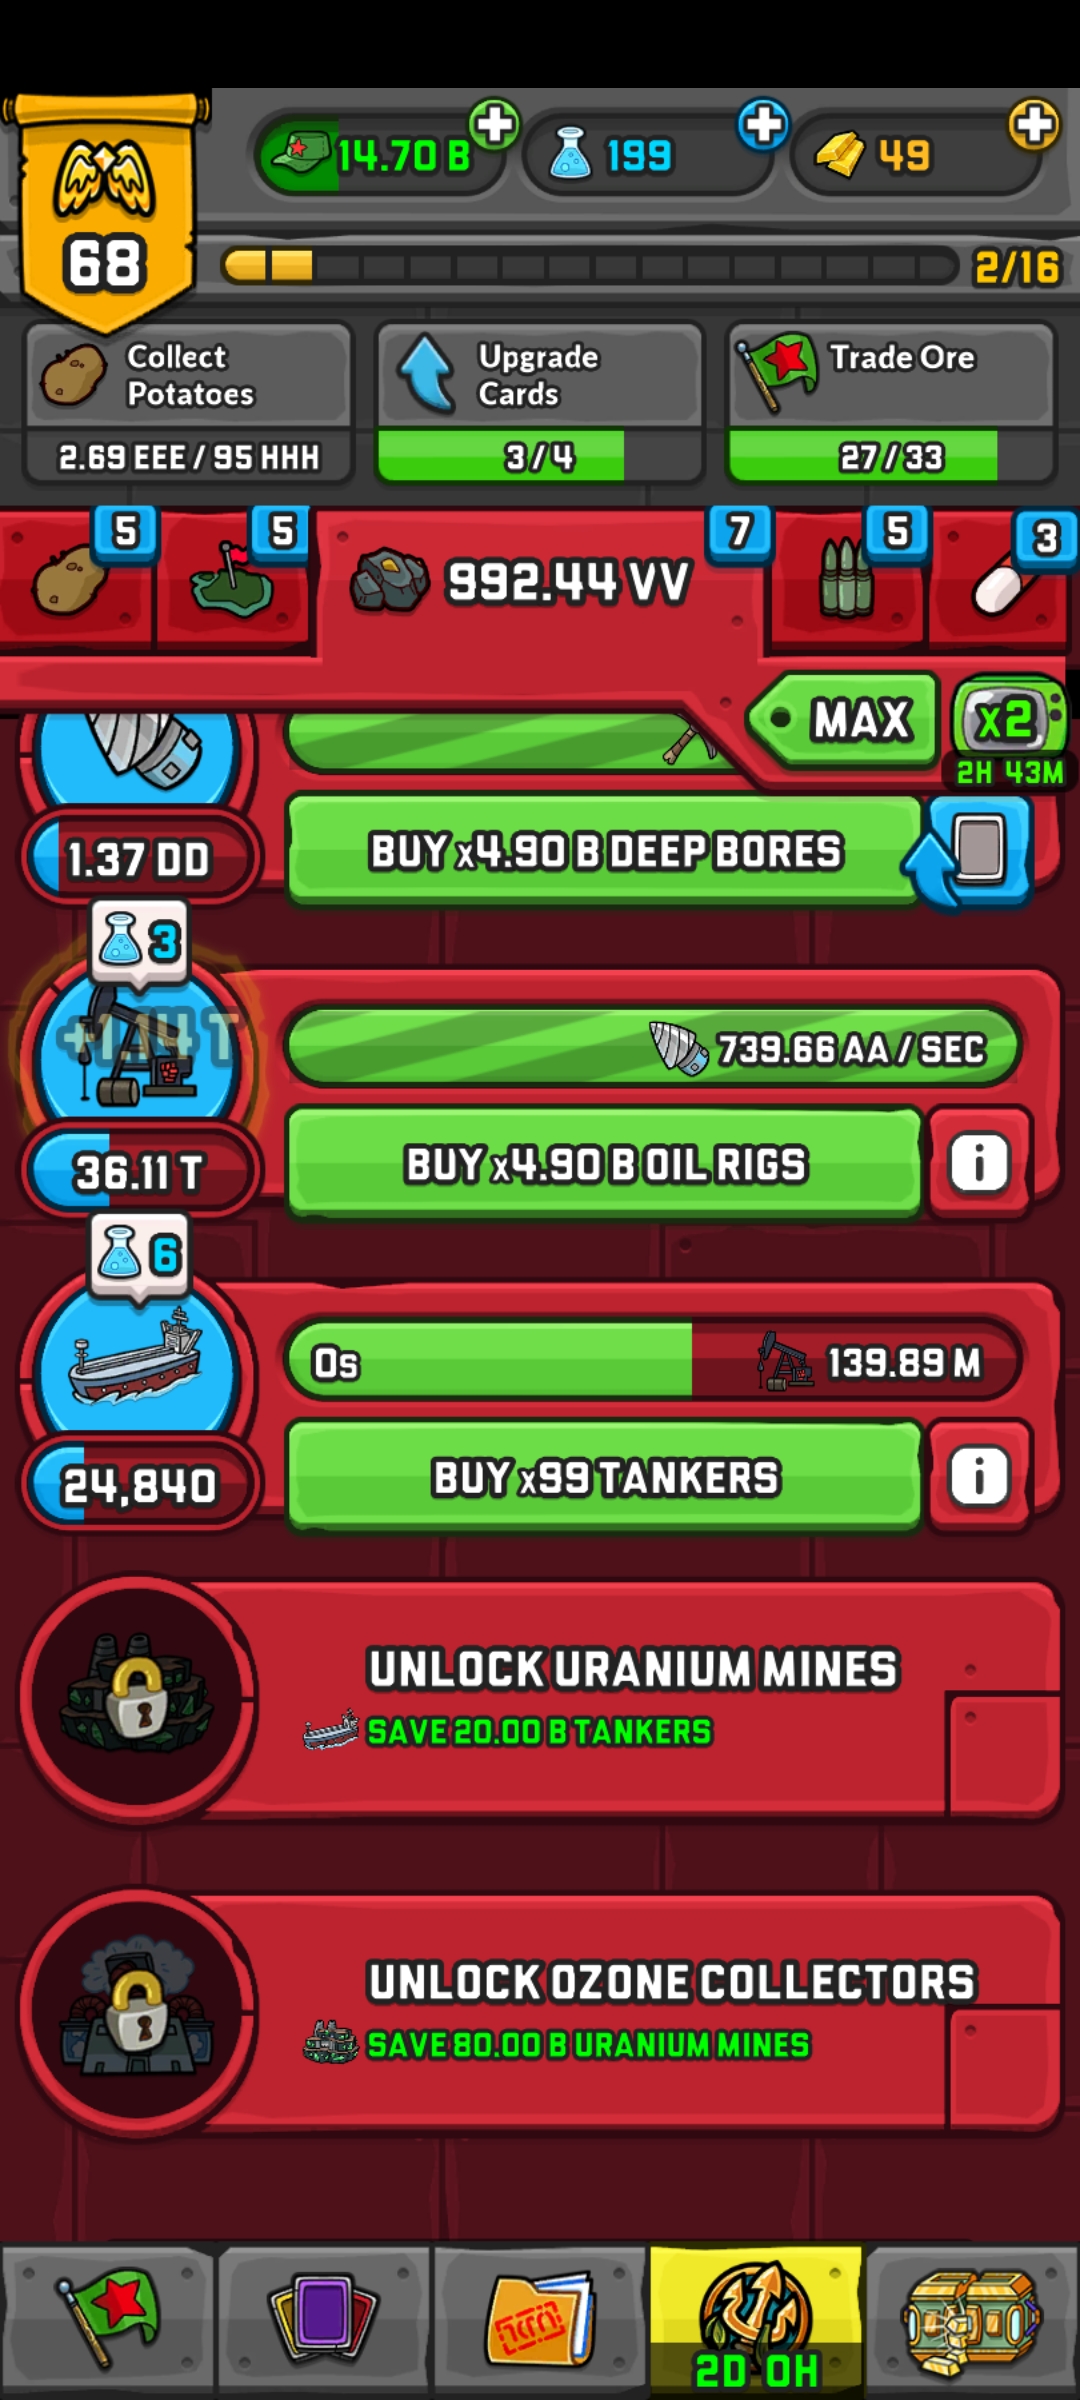 14.70 B
199
49
68
2/16
Collect
Potatoes
2.69 EEE / 95 HHH
Upgrade
Cards
3/4
Trade Ore
27/33
5
5
992.44 VV
7
5
3
MAX
x2
2H 43M
1.37 DD
BUY x4.90 B DEEP BORES
3
+1.14 T
739.66 AA / SEC
36.11 T
BUY x4.90 B OIL RIGS
i
6
0s
139.89 M
24,840
BUY x99 TANKERS
i
UNLOCK URANIUM MINES
SAVE 20.00 B TANKERS
UNLOCK OZONE COLLECTORS
SAVE 80.00 B URANIUM MINES
2D 0H